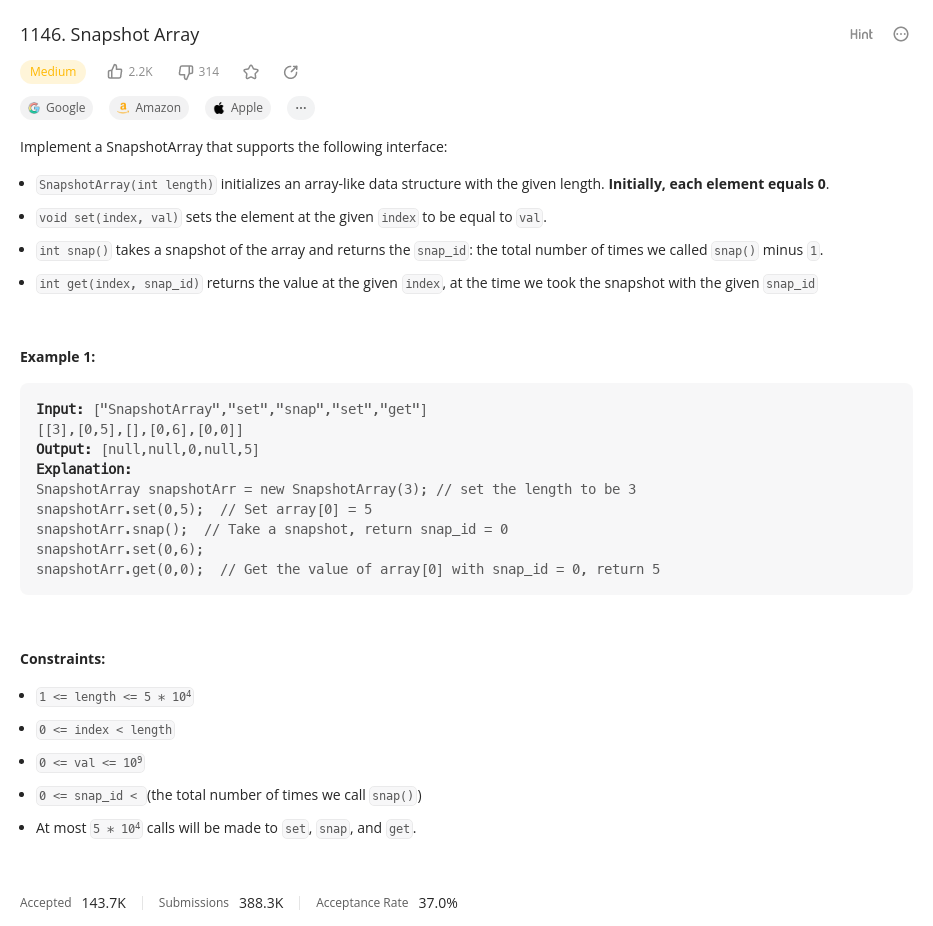 1146. Snapshot Array
Hint
Medium 2.2K 314
Google Amazon Apple ...
Implement a SnapshotArray that supports the following interface:
• SnapshotArray(int length) initializes an array-like data structure with the given length. Initially, each element equals 0.
• void set(index, val) sets the element at the given index to be equal to val.
• int snap() takes a snapshot of the array and returns the snap_id: the total number of times we called snap() minus 1.
• int get(index, snap_id) returns the value at the given index, at the time we took the snapshot with the given snap_id
Example 1:
Input: ["SnapshotArray","set","snap","set","get"]
[[3],[0,5],[],[0,6],[0,0]]
Output: [null,null,0,null,5]
Explanation:
SnapshotArray snapshotArr = new SnapshotArray(3); // set the length to be 3
snapshotArr.set(0,5);  // Set array[0] = 5
snapshotArr.snap();  // Take a snapshot, return snap_id = 0
snapshotArr.set(0,6);
snapshotArr.get(0,0);  // Get the value of array[0] with snap_id = 0, return 5
Constraints:
• 1 <= length <= 5 * 10⁴
• 0 <= index < length
• 0 <= val <= 10⁹
• 0 <= snap_id < (the total number of times we call snap())
• At most 5 * 10⁴ calls will be made to set, snap, and get.
Accepted 143.7K Submissions 388.3K Acceptance Rate 37.0%